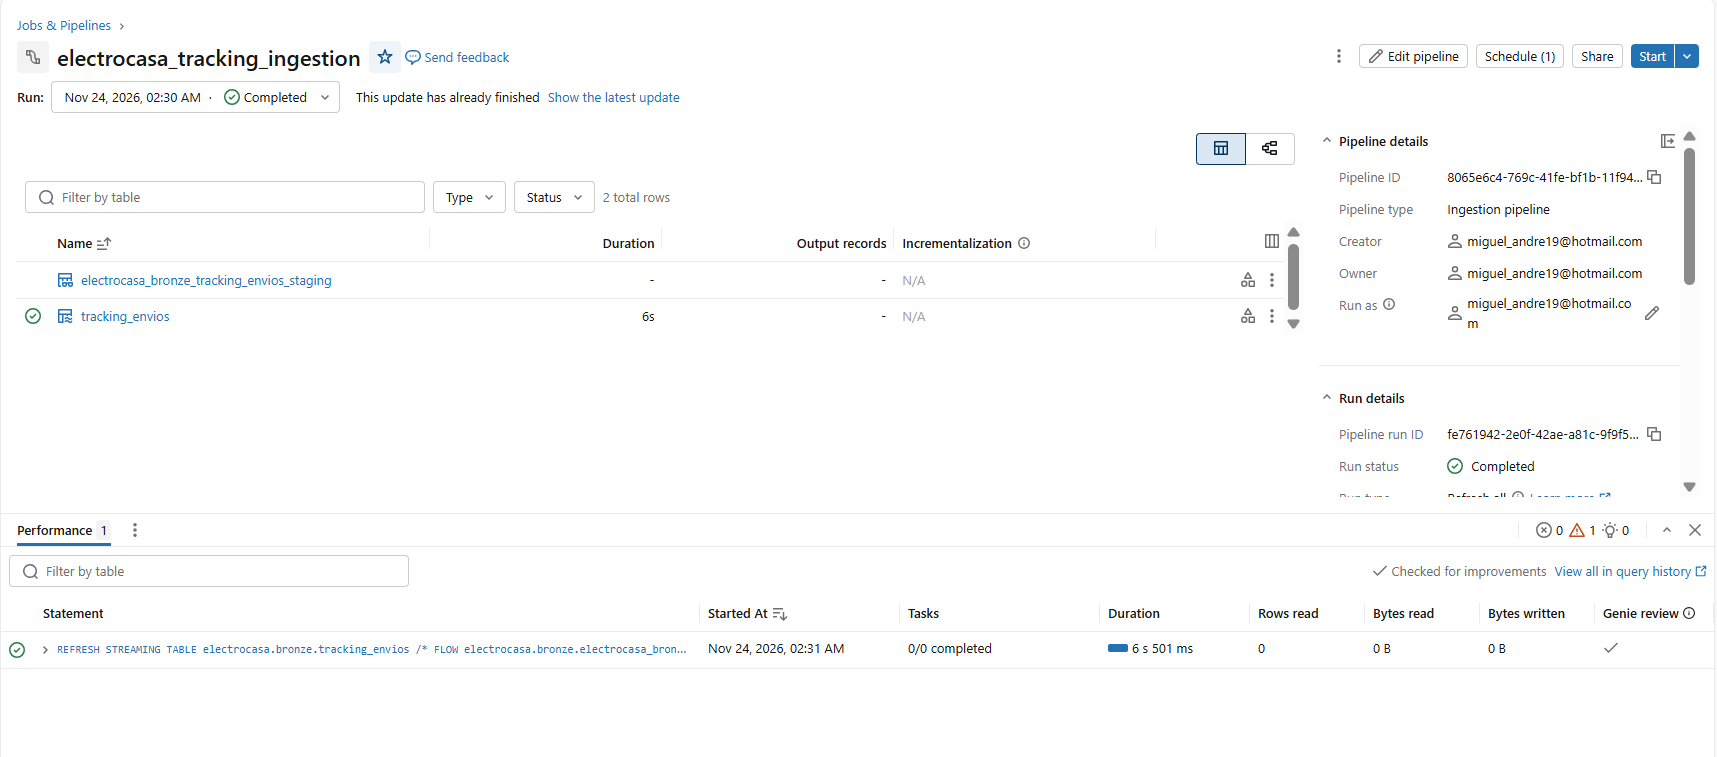 Jobs & Pipelines ›
electrocasa_tracking_ingestion Send feedback
Edit pipeline Schedule (1) Share Start
Run: Nov 24, 2026, 02:30 AM · Completed This update has already finished Show the latest update
Filter by table Type Status 2 total rows
Name Duration Output records Incrementalization
electrocasa_bronze_tracking_envios_staging - - N/A
tracking_envios 6s - N/A
Pipeline details
Pipeline ID 8065e6c4-769c-41fe-bf1b-11f94...
Pipeline type Ingestion pipeline
Creator miguel_andre19@hotmail.com
Owner miguel_andre19@hotmail.com
Run as miguel_andre19@hotmail.co
m
Run details
Pipeline run ID fe761942-2e0f-42ae-a81c-9f9f5...
Run status Completed
Run type Refresh all Learn more
Performance 1 0 1 0
Filter by table Checked for improvements View all in query history
Statement Started At Tasks Duration Rows read Bytes read Bytes written Genie review
REFRESH STREAMING TABLE electrocasa.bronze.tracking_envios /* FLOW electrocasa.bronze.electrocasa_bron... Nov 24, 2026, 02:31 AM 0/0 completed 6 s 501 ms 0 0 B 0 B